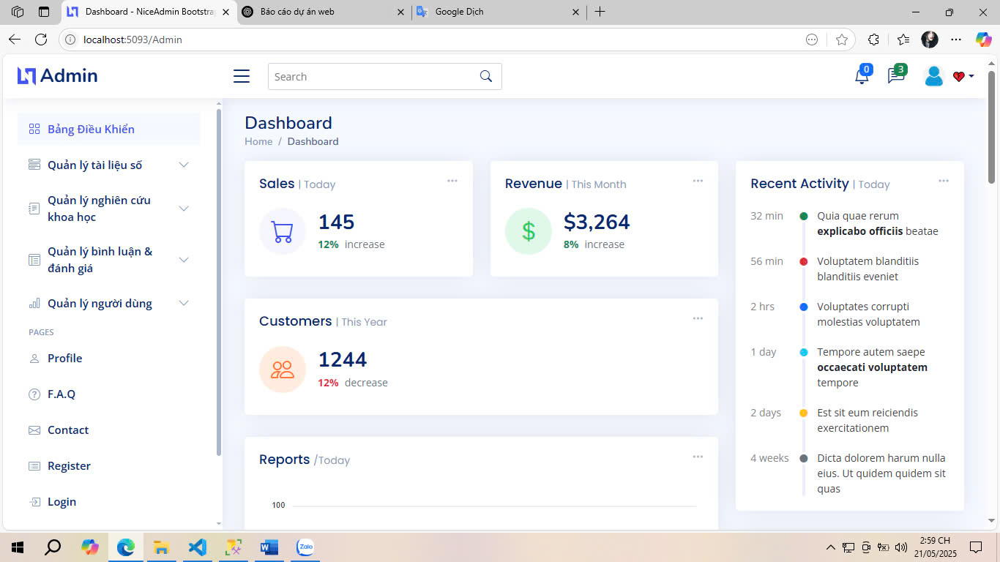 Dashboard - NiceAdmin Bootstrap
Báo cáo dự án web
Google Dịch
localhost:5093/Admin
Admin
Search
0
3
Bảng Điều Khiển
Quản lý tài liệu số
Quản lý nghiên cứu
khoa học
Quản lý bình luận &
đánh giá
Quản lý người dùng
PAGES
Profile
F.A.Q
Contact
Register
Login
Dashboard
Home / Dashboard
Sales | Today
145
12% increase
Revenue | This Month
$3,264
8% increase
Customers | This Year
1244
12% decrease
Reports /Today
100
Recent Activity | Today
32 min Quia quae rerum
explicabo officiis beatae
56 min Voluptatem blanditiis
blanditiis eveniet
2 hrs Voluptates corrupti
molestias voluptatem
1 day Tempore autem saepe
occaecati voluptatem
tempore
2 days Est sit eum reiciendis
exercitationem
4 weeks Dicta dolorem harum nulla
eius. Ut quidem quidem sit
quas
Zalo
2:59 CH
21/05/2025